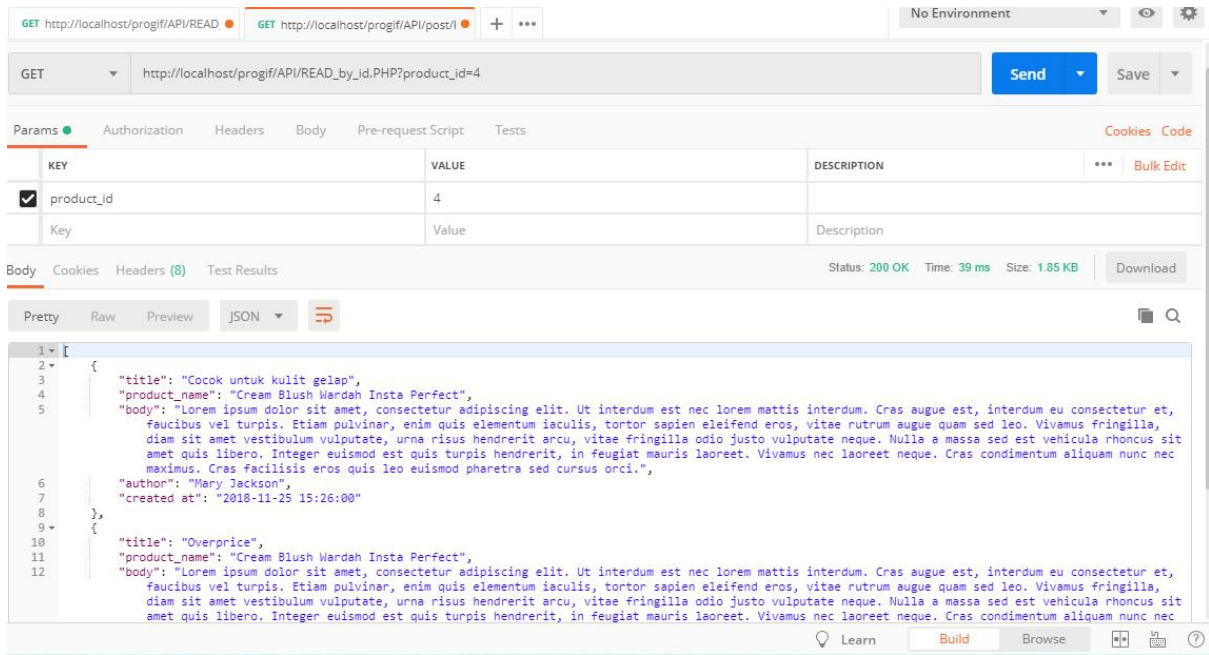 GET http://localhost/progif/API/READ GET http://localhost/progif/API/post/l + ••• No Environment
GET http://localhost/progif/API/READ_by_id.PHP?product_id=4 Send Save
Params Authorization Headers Body Pre-request Script Tests Cookies Code
KEY VALUE DESCRIPTION ••• Bulk Edit
product_id 4
Key Value Description
Body Cookies Headers (8) Test Results Status: 200 OK Time: 39 ms Size: 1.85 KB Download
Pretty Raw Preview JSON
1 [
2 {
3 "title": "Cocok untuk kulit gelap",
4 "product_name": "Cream Blush Wardah Insta Perfect",
5 "body": "Lorem ipsum dolor sit amet, consectetur adipiscing elit. Ut interdum est nec lorem mattis interdum. Cras augue est, interdum eu consectetur et,
faucibus vel turpis. Etiam pulvinar, enim quis elementum iaculis, tortor sapien eleifend eros, vitae rutrum augue quam sed leo. Vivamus fringilla,
diam sit amet vestibulum vulputate, urna risus hendrerit arcu, vitae fringilla odio justo vulputate neque. Nulla a massa sed est vehicula rhoncus sit
amet quis libero. Integer euismod est quis turpis hendrerit, in feugiat mauris laoreet. Vivamus nec laoreet neque. Cras condimentum aliquam nunc nec
maximus. Cras facilisis eros quis leo euismod pharetra sed cursus orci.",
6 "author": "Mary Jackson",
7 "created at": "2018-11-25 15:26:00"
8 },
9 {
10 "title": "Overprice",
11 "product_name": "Cream Blush Wardah Insta Perfect",
12 "body": "Lorem ipsum dolor sit amet, consectetur adipiscing elit. Ut interdum est nec lorem mattis interdum. Cras augue est, interdum eu consectetur et,
faucibus vel turpis. Etiam pulvinar, enim quis elementum iaculis, tortor sapien eleifend eros, vitae rutrum augue quam sed leo. Vivamus fringilla,
diam sit amet vestibulum vulputate, urna risus hendrerit arcu, vitae fringilla odio justo vulputate neque. Nulla a massa sed est vehicula rhoncus sit
amet quis libero. Integer euismod est quis turpis hendrerit, in feugiat mauris laoreet. Vivamus nec laoreet neque. Cras condimentum aliquam nunc nec
Learn Build Browse